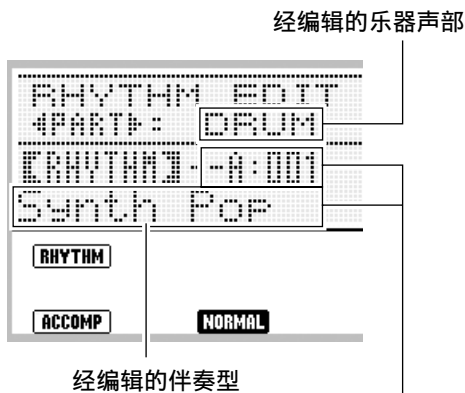 经编辑的乐器声部
RHYTHM EDIT
◀PART▶: DRUM
【RHYTHM】--A:001
Synth Pop
RHYTHM
ACCOMP NORMAL
经编辑的伴奏型